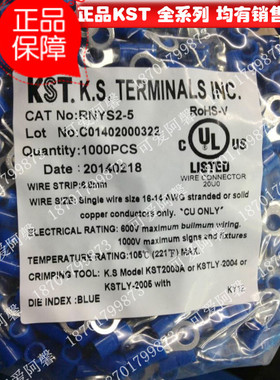 正品KST 全系列 均有销售
正品
保障
KST. K.S. TERMINALS INC.
CAT No:RNYS2-5
RoHS-V
Lot No:C01402000322
Quantity:1000PCS
Date : 20140218
C UL US
LISTED
WIRE CONNECTOR
20D0
WIRE STRIP:
WIRE SIZE: Single wire size 16-14 AWG stranded or solid
copper conductors only. "CU ONLY"
ELECTRICAL RATING: 600V maximum building wiring.
1000V maximum signs and fixtures
TEMPERATURE RATING:105℃ (221℉) MAX.
CRIMPING TOOL: K.S Model KST2000A or KSTLY-2004 or
KSTLY-2005 with
DIE INDEX :BLUE